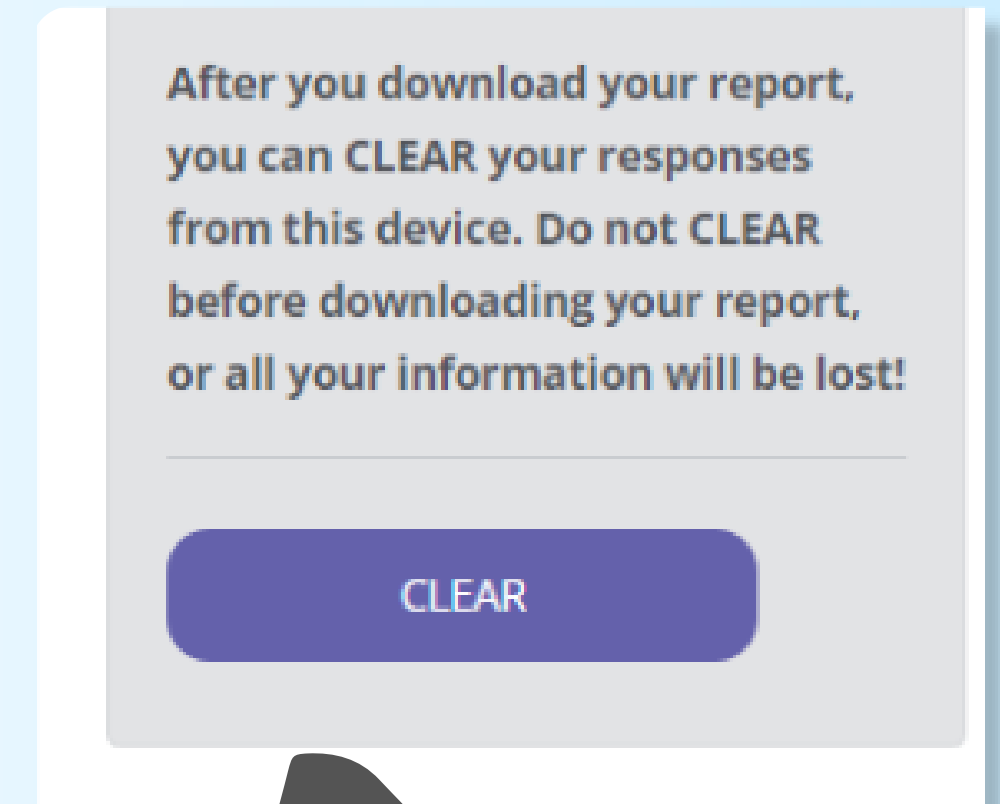 After you download your report,
you can CLEAR your responses
from this device. Do not CLEAR
before downloading your report,
or all your information will be lost!
CLEAR